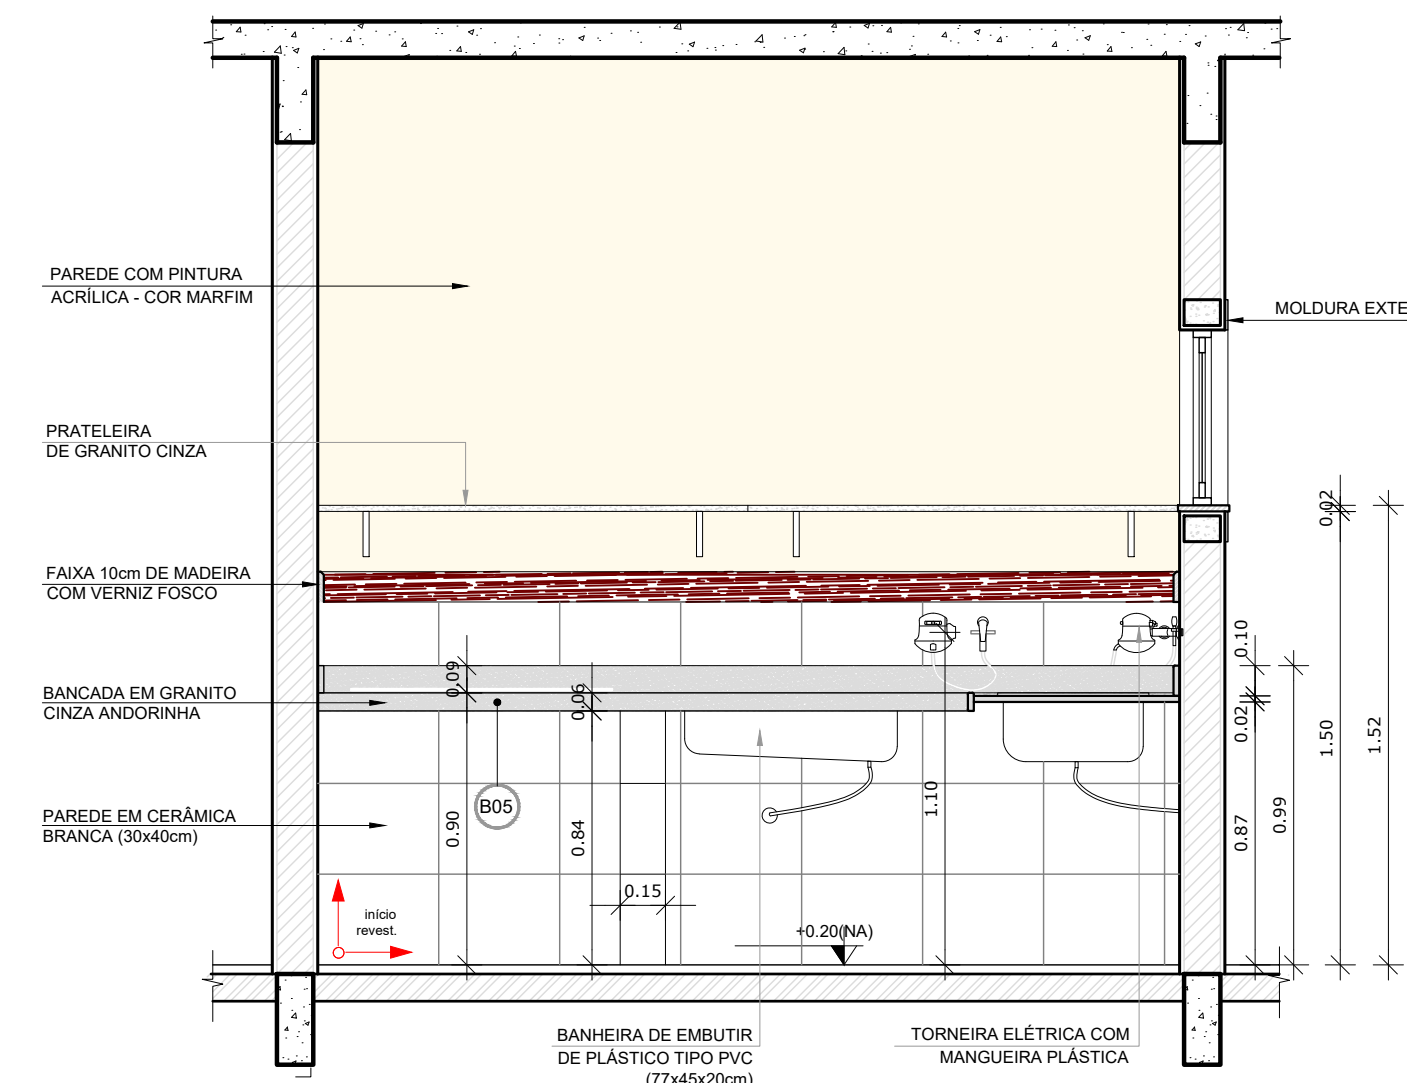 PAREDE COM PINTURA
ACRÍLICA - COR MARFIM
MOLDURA EXTE
PRATELEIRA
DE GRANITO CINZA
0.02
FAIXA 10cm DE MADEIRA
COM VERNIZ FOSCO
0.10
0.09
0.06
BANCADA EM GRANITO
CINZA ANDORINHA
0.02
1.50
1.52
B05
PAREDE EM CERÂMICA
BRANCA (30x40cm)
0.90
0.84
1.10
0.87
0.99
0.15
início
revest.
+0.20(NA)
BANHEIRA DE EMBUTIR
DE PLÁSTICO TIPO PVC
(77x45x20cm)
TORNEIRA ELÉTRICA COM
MANGUEIRA PLÁSTICA